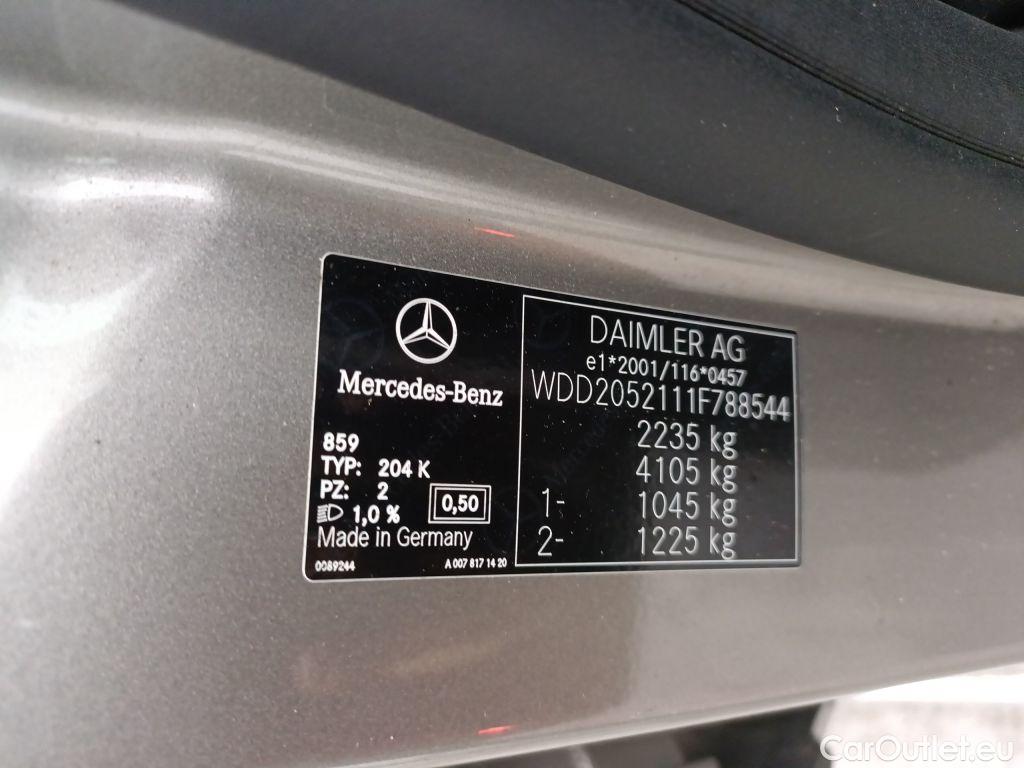 Mercedes-Benz
859
TYP: 204 K
PZ: 2
0,50
1,0 %
Made in Germany
0089244
A 007 817 14 20
DAIMLER AG
e1*2001/116*0457
WDD2052111F788544
2235 kg
4105 kg
1- 1045 kg
2- 1225 kg
CarOutlet.eu